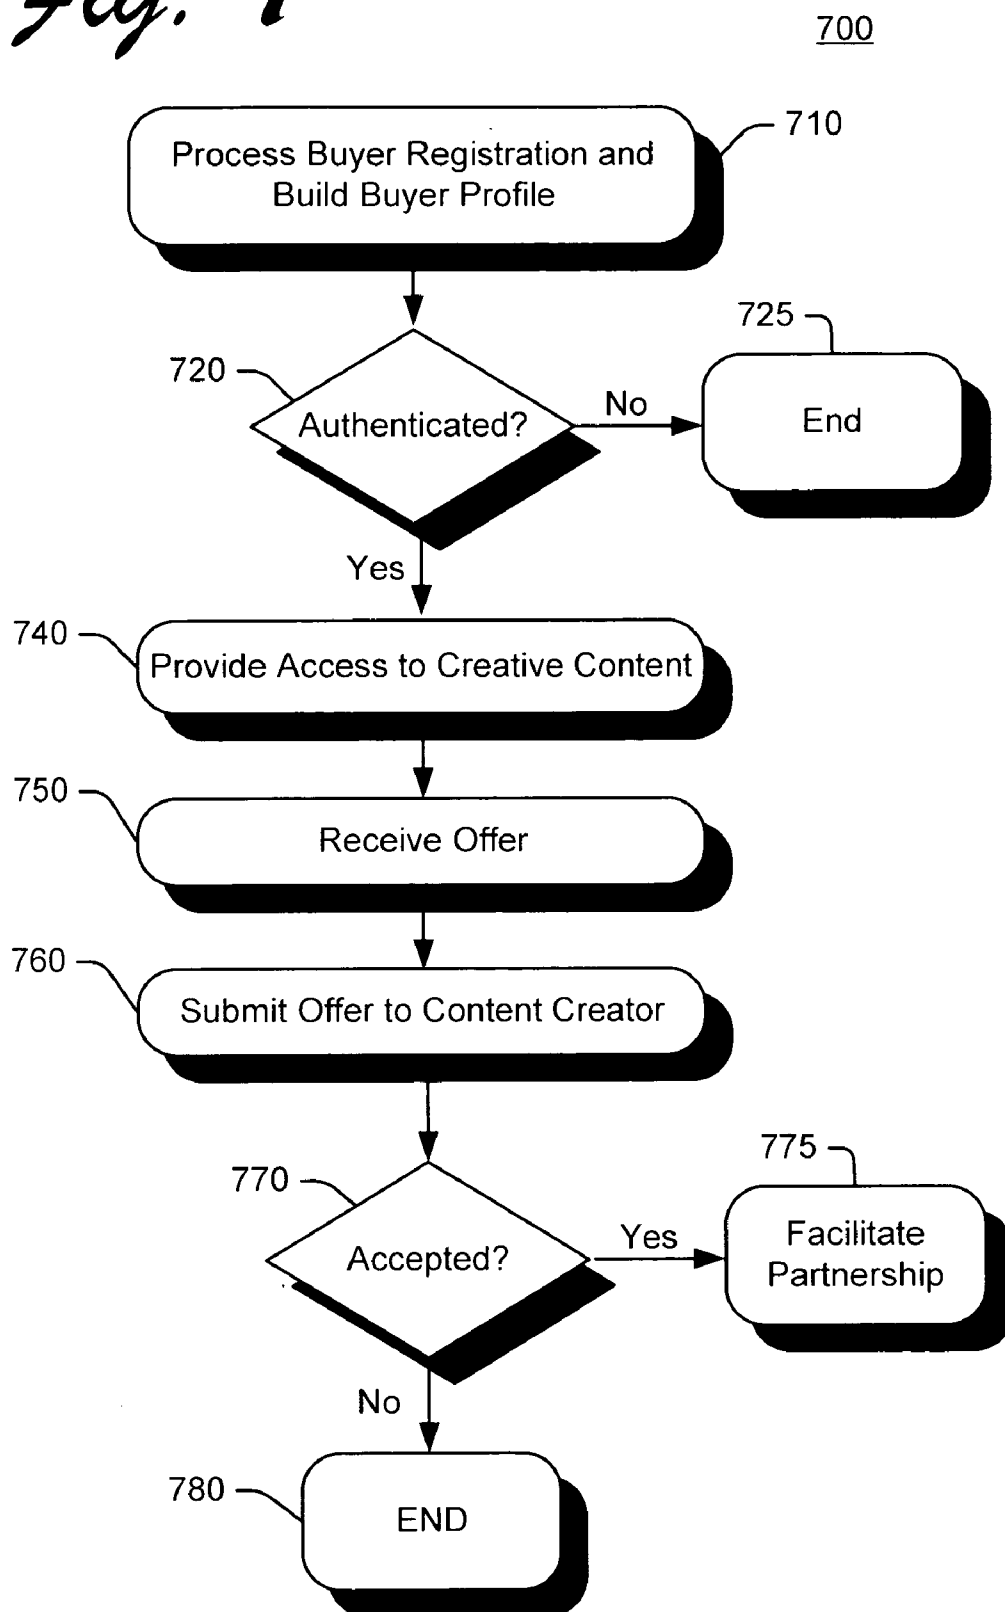 Fig. 7
700
710
Process Buyer Registration and
Build Buyer Profile
725
720
Authenticated?
No
End
Yes
740
Provide Access to Creative Content
750
Receive Offer
760
Submit Offer to Content Creator
775
770
Accepted?
Yes
Facilitate
Partnership
No
780
END